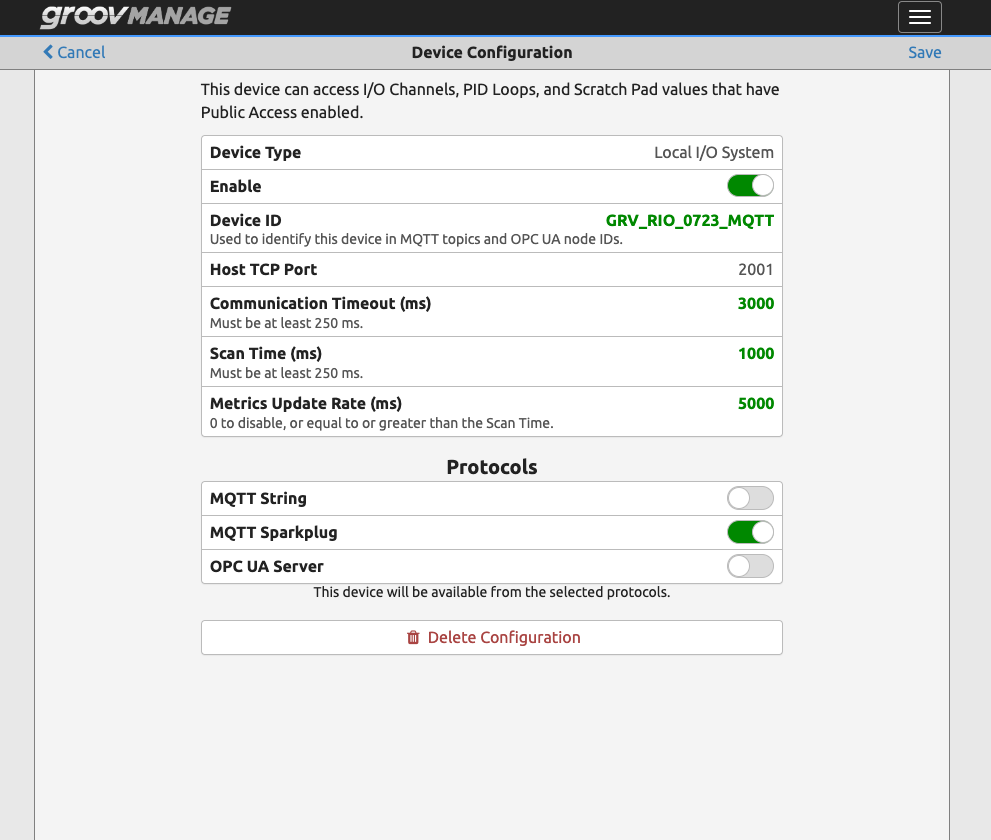 groov MANAGE
Cancel
Device Configuration
Save
This device can access I/O Channels, PID Loops, and Scratch Pad values that have
Public Access enabled.
Device Type
Local I/O System
Enable
Device ID
GRV_RIO_0723_MQTT
Used to identify this device in MQTT topics and OPC UA node IDs.
Host TCP Port
2001
Communication Timeout (ms)
3000
Must be at least 250 ms.
Scan Time (ms)
1000
Must be at least 250 ms.
Metrics Update Rate (ms)
5000
0 to disable, or equal to or greater than the Scan Time.
Protocols
MQTT String
MQTT Sparkplug
OPC UA Server
This device will be available from the selected protocols.
Delete Configuration